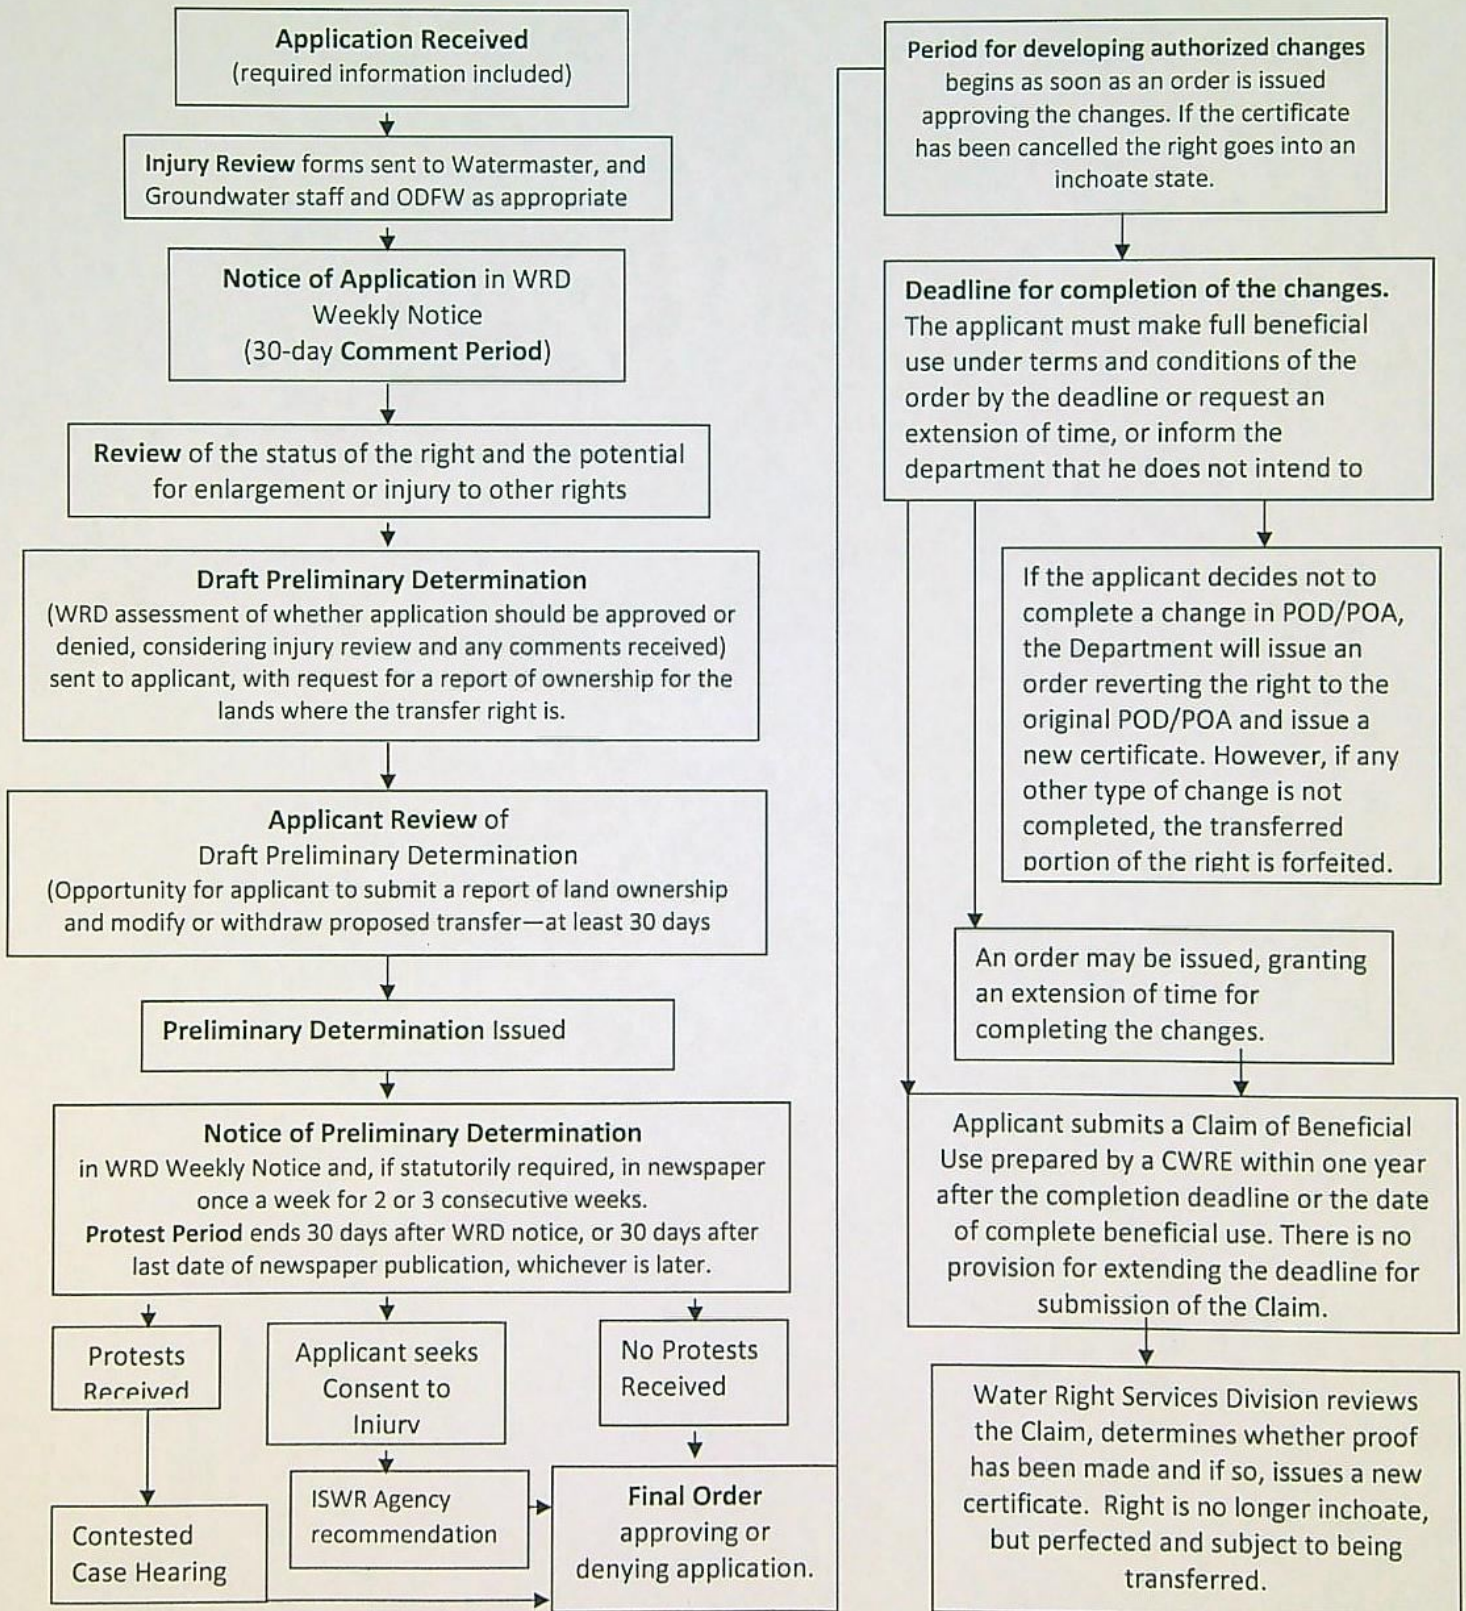 Application Received
(required information included)
Injury Review forms sent to Watermaster, and
Groundwater staff and ODFW as appropriate
Notice of Application in WRD
Weekly Notice
(30-day Comment Period)
Review of the status of the right and the potential
for enlargement or injury to other rights
Draft Preliminary Determination
(WRD assessment of whether application should be approved or
denied, considering injury review and any comments received)
sent to applicant, with request for a report of ownership for the
lands where the transfer right is.
Applicant Review of
Draft Preliminary Determination
(Opportunity for applicant to submit a report of land ownership
and modify or withdraw proposed transfer—at least 30 days
Preliminary Determination Issued
Notice of Preliminary Determination
in WRD Weekly Notice and, if statutorily required, in newspaper
once a week for 2 or 3 consecutive weeks.
Protest Period ends 30 days after WRD notice, or 30 days after
last date of newspaper publication, whichever is later.
Protests
Received
Applicant seeks
Consent to
Injury
No Protests
Received
Contested
Case Hearing
ISWR Agency
recommendation
Final Order
approving or
denying application.
Period for developing authorized changes
begins as soon as an order is issued
approving the changes. If the certificate
has been cancelled the right goes into an
inchoate state.
Deadline for completion of the changes.
The applicant must make full beneficial
use under terms and conditions of the
order by the deadline or request an
extension of time, or inform the
department that he does not intend to
If the applicant decides not to
complete a change in POD/POA,
the Department will issue an
order reverting the right to the
original POD/POA and issue a
new certificate. However, if any
other type of change is not
completed, the transferred
portion of the right is forfeited.
An order may be issued, granting
an extension of time for
completing the changes.
Applicant submits a Claim of Beneficial
Use prepared by a CWRE within one year
after the completion deadline or the date
of complete beneficial use. There is no
provision for extending the deadline for
submission of the Claim.
Water Right Services Division reviews
the Claim, determines whether proof
has been made and if so, issues a new
certificate. Right is no longer inchoate,
but perfected and subject to being
transferred.